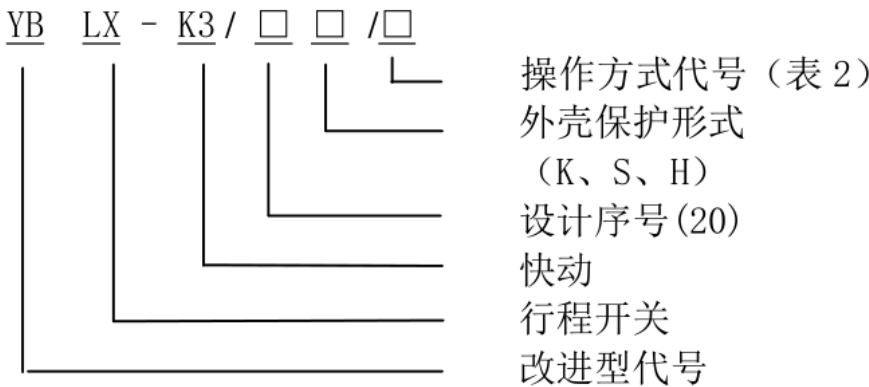 YB LX - K3 / □ □ / □
操作方式代号（表 2）
外壳保护形式
（K、S、H）
设计序号(20)
快动
行程开关
改进型代号